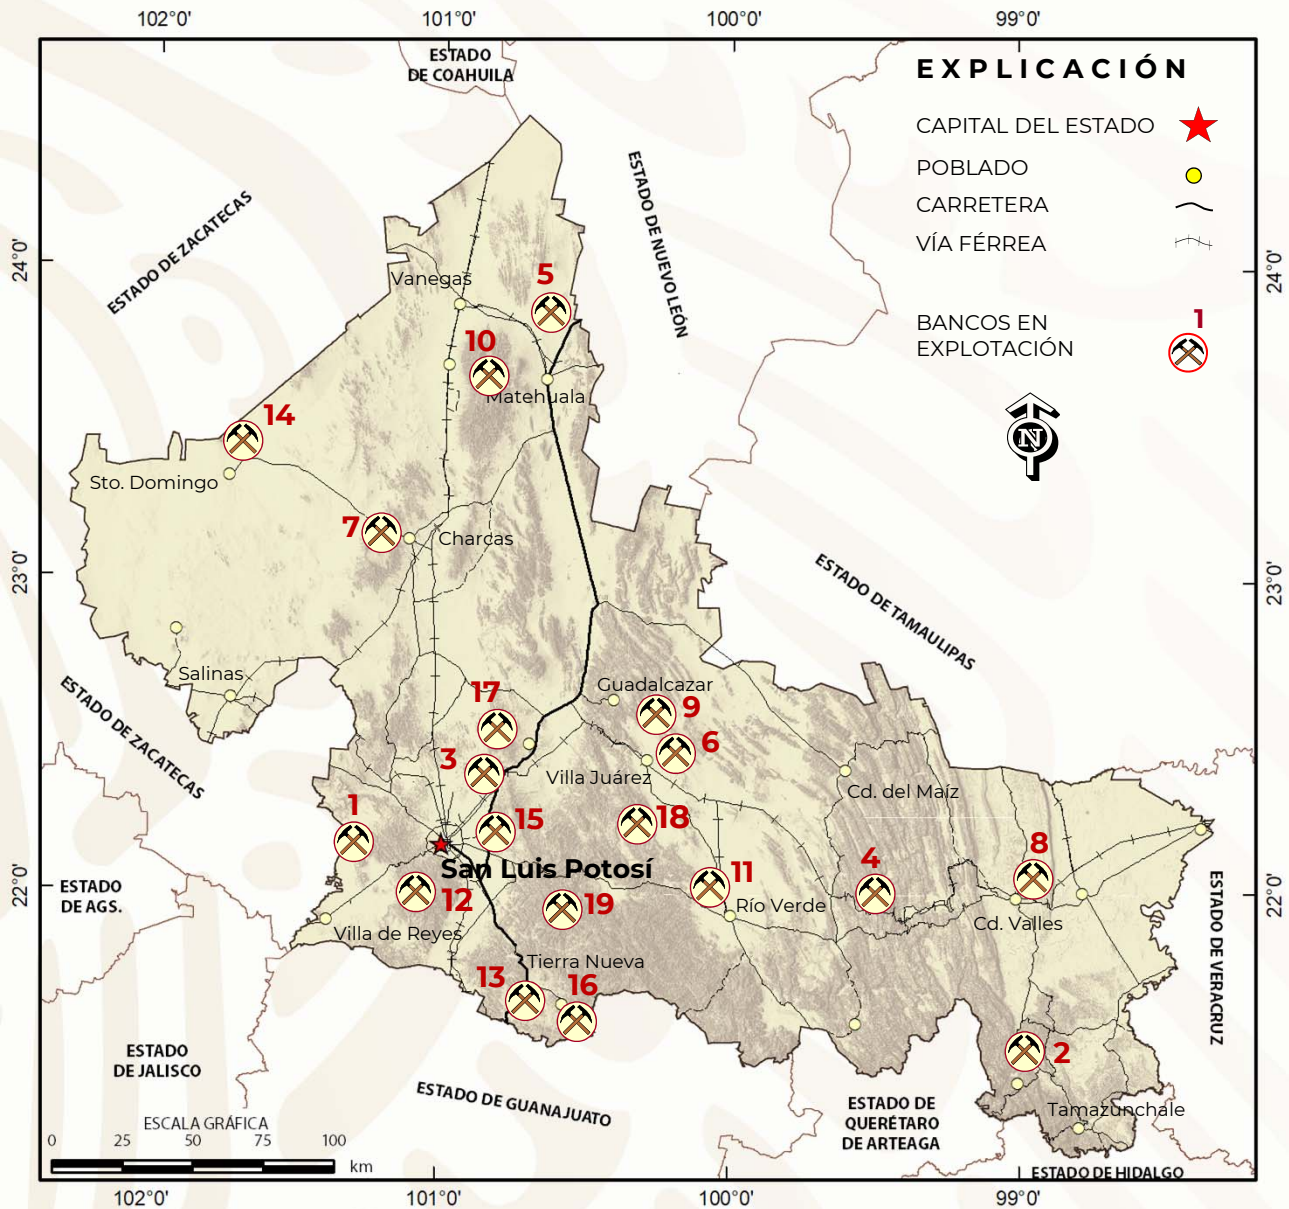 102°0'
101°0'
100°0'
99°0'
ESTADO
DE COAHUILA
EXPLICACIÓN
CAPITAL DEL ESTADO
POBLADO
CARRETERA
VÍA FÉRREA
BANCOS EN
EXPLOTACIÓN
1
N
ESTADO DE ZACATECAS
ESTADO DE NUEVO LEÓN
24°0'
24°0'
Vanegas
5
10
Matehuala
14
Sto. Domingo
7
Charcas
23°0'
23°0'
ESTADO DE TAMAULIPAS
Salinas
ESTADO DE ZACATECAS
Guadalcazar
17
9
6
3
Villa Juárez
Cd. del Maíz
1
15
18
8
San Luis Potosí
11
4
22°0'
22°0'
ESTADO
DE AGS.
12
19
Río Verde
Cd. Valles
Villa de Reyes
Tierra Nueva
13
16
ESTADO DE VERACRUZ
2
ESTADO
DE JALISCO
ESTADO DE GUANAJUATO
ESTADO DE
QUERÉTARO
DE ARTEAGA
Tamazunchale
ESCALA GRÁFICA
0
25
50
75
100
km
ESTADO DE HIDALGO
102°0'
101°0'
100°0'
99°0'